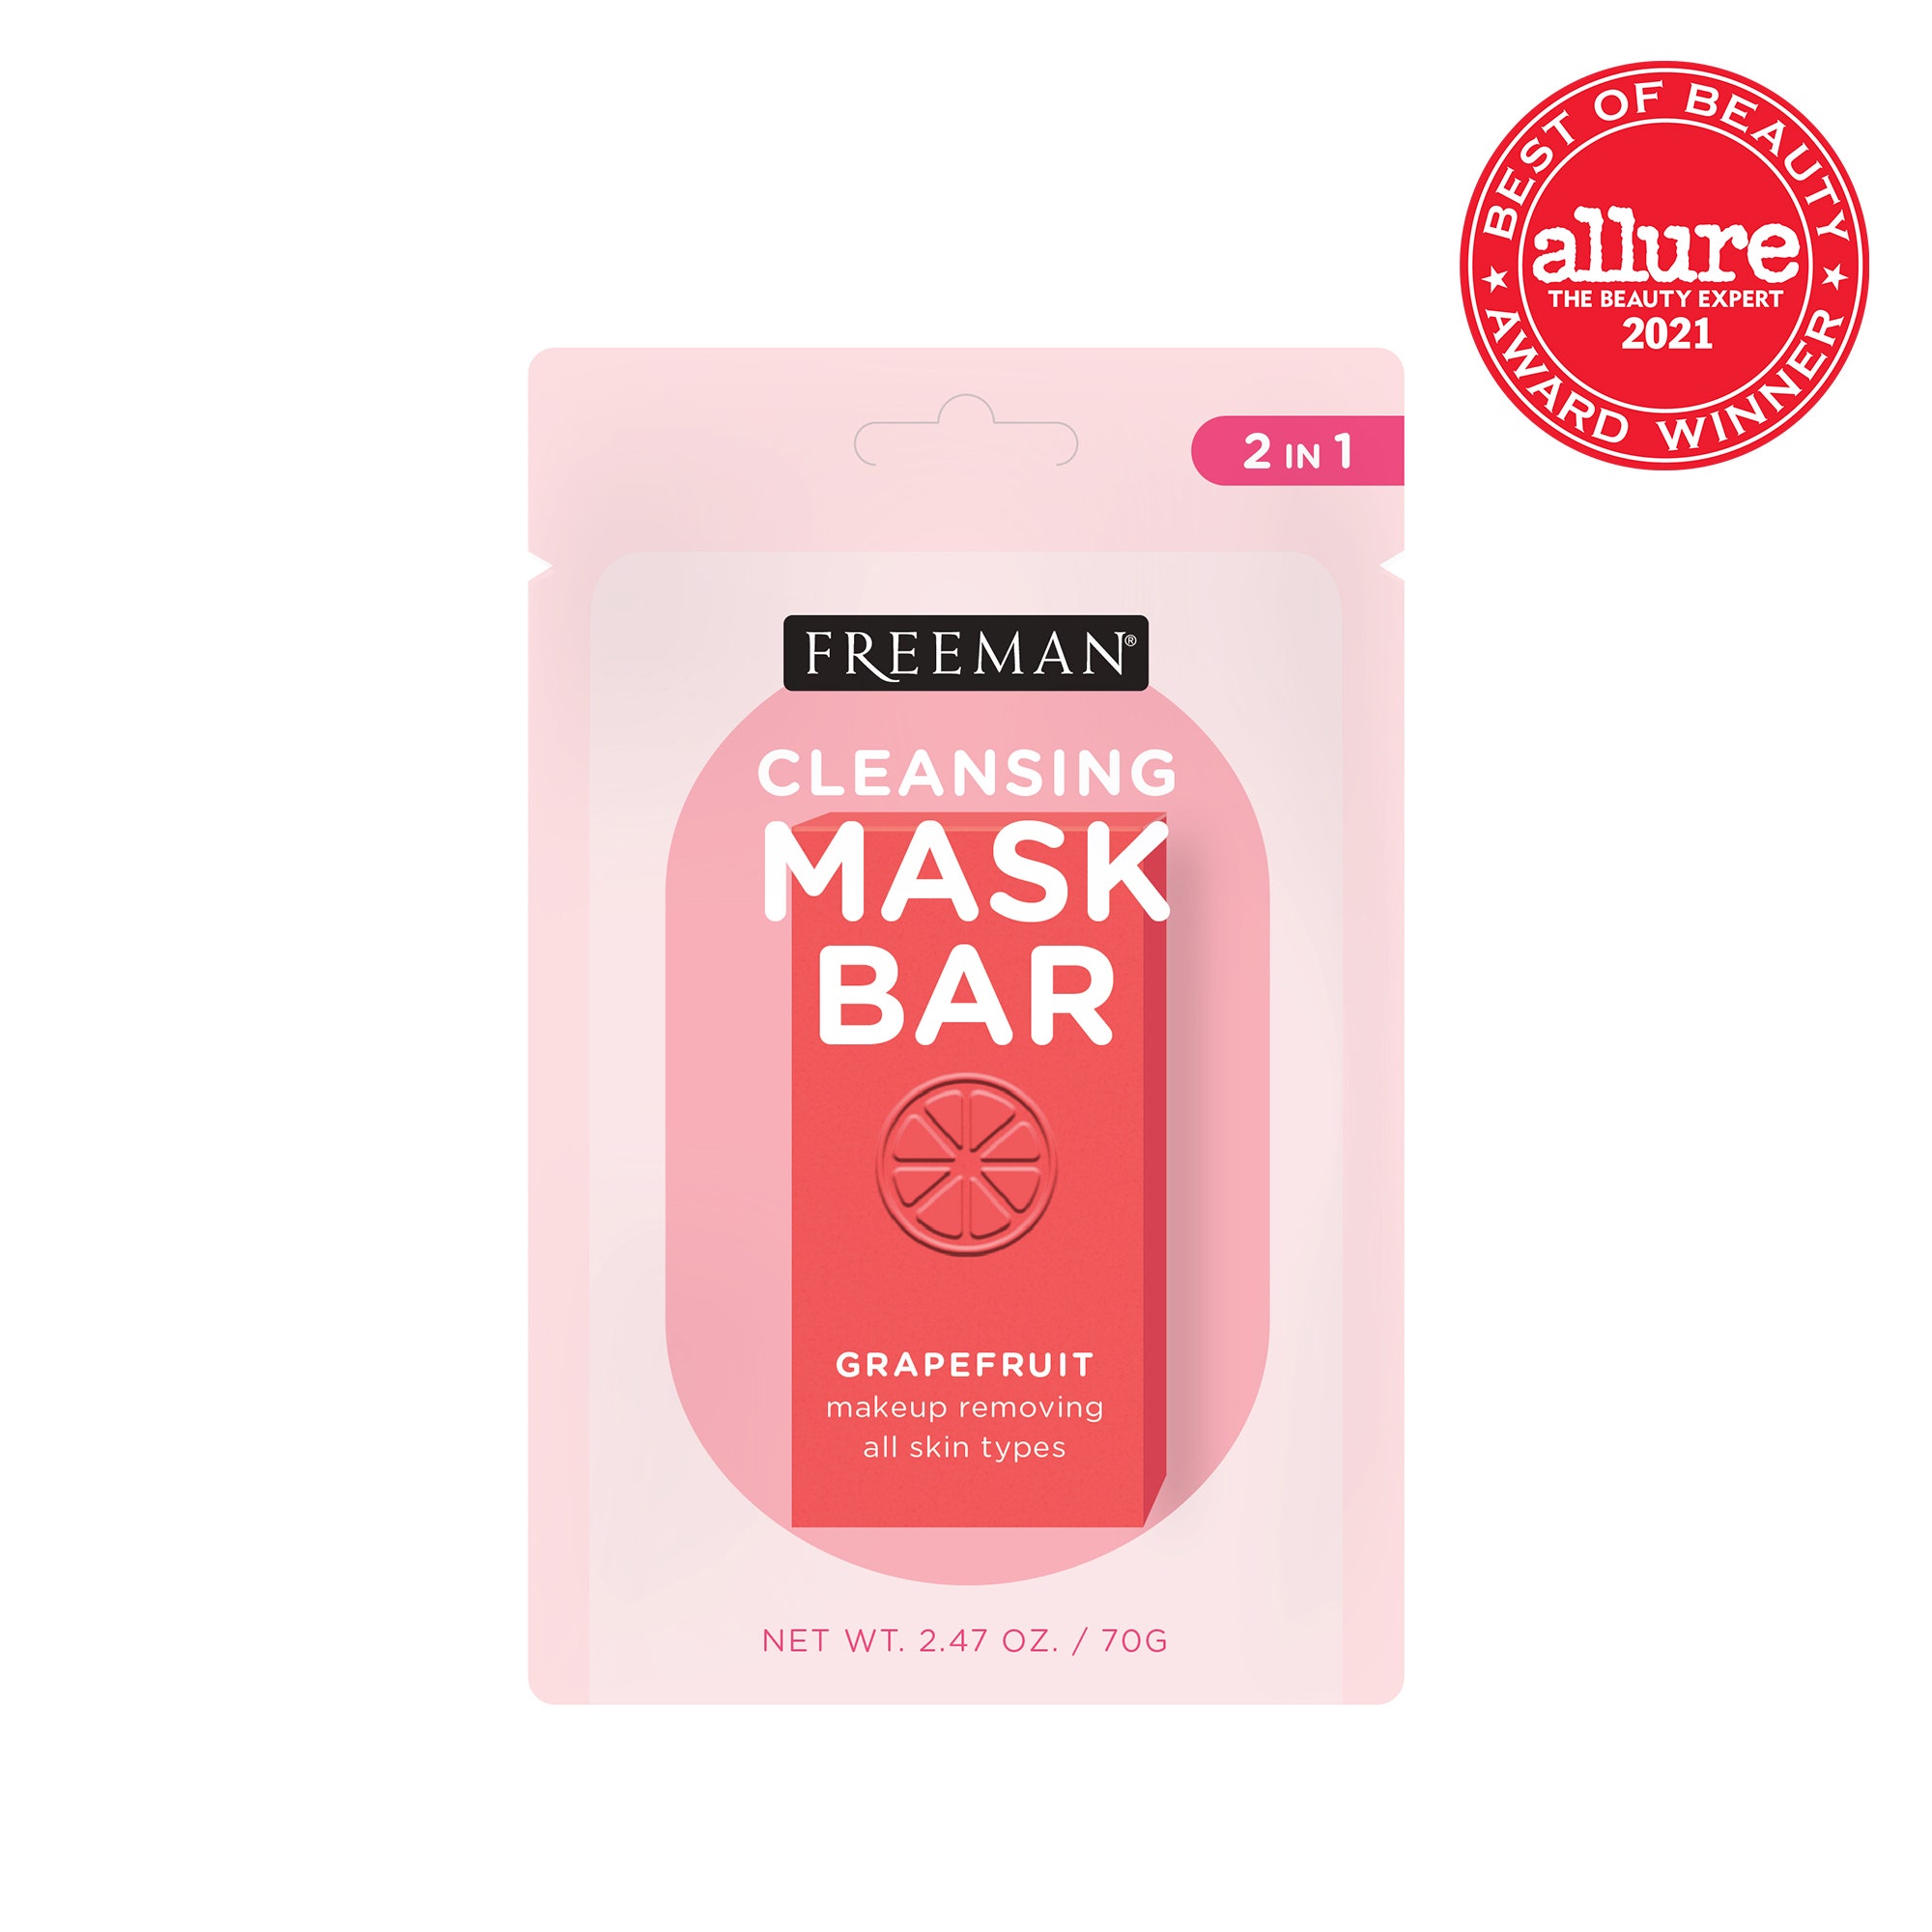 BEST OF BEAUTY
allure
THE BEAUTY EXPERT
2021
AWARD WINNER
2 IN 1
FREEMAN®
CLEANSING
MASK
BAR
GRAPEFRUIT
makeup removing
all skin types
NET WT. 2.47 OZ. / 70G